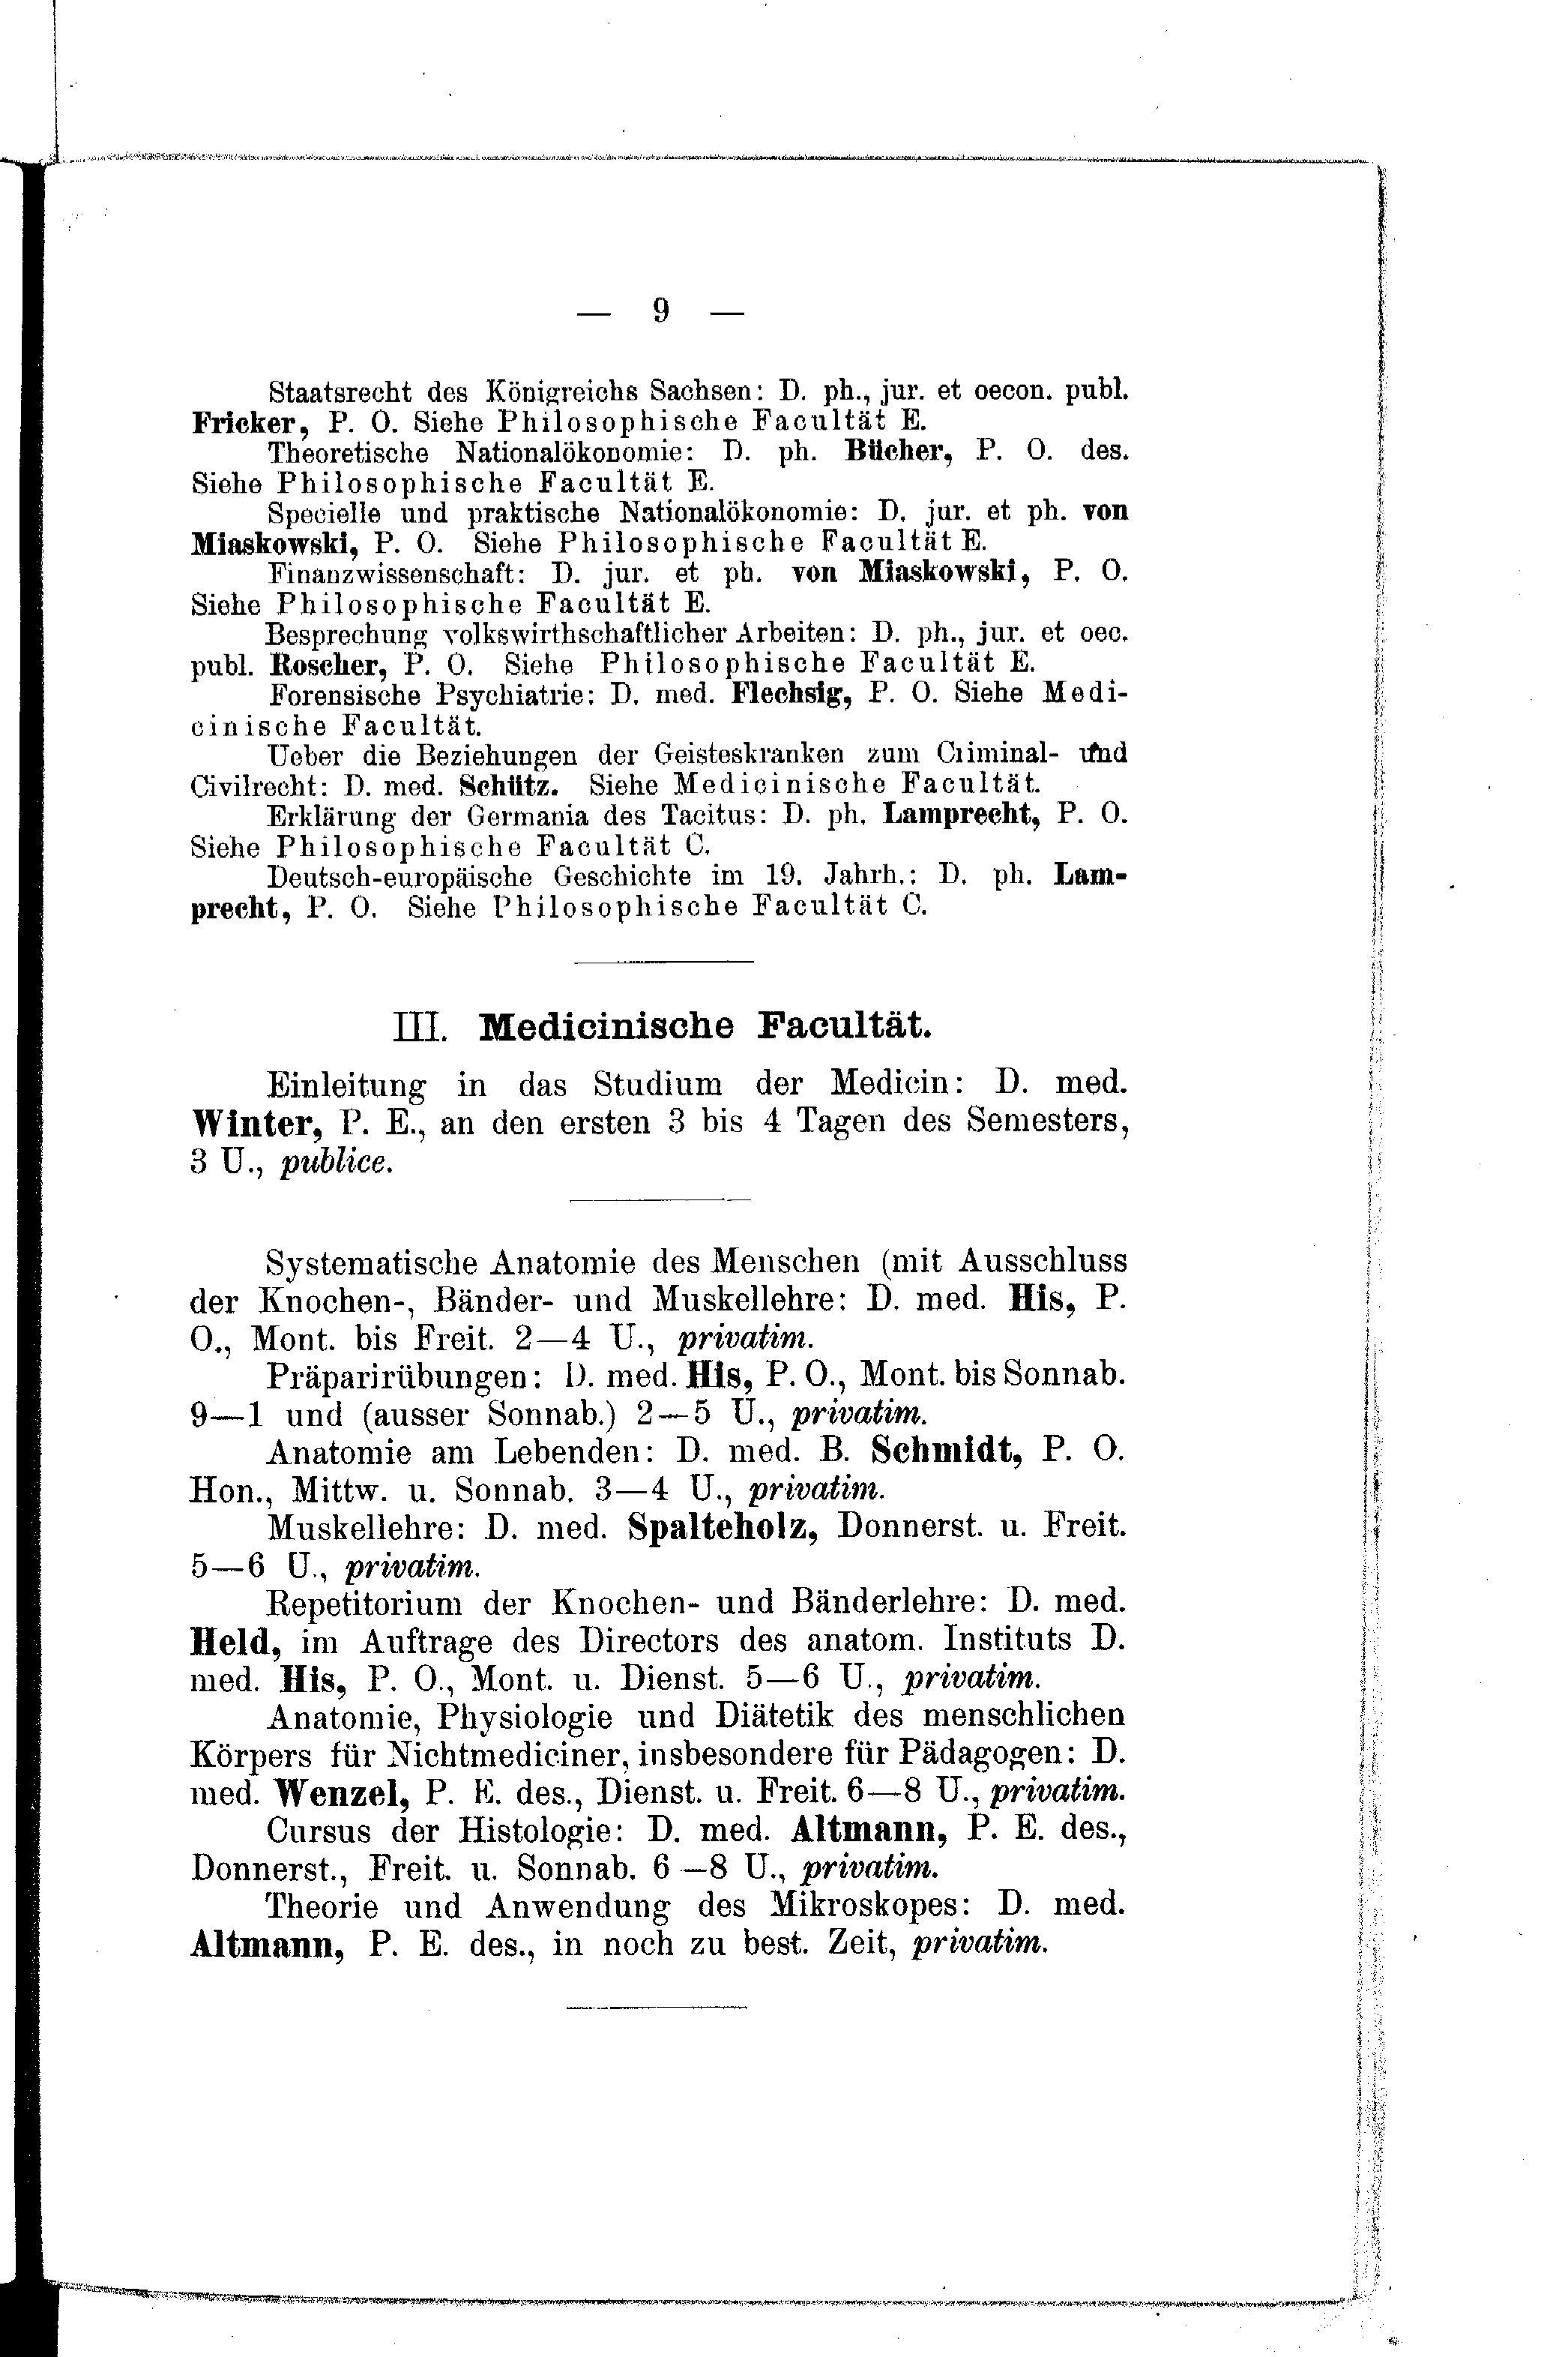 — 9 —
Staatsrecht des Königreichs Sachsen: D. ph., jur. et oecon. publ.
Fricker, P. O. Siehe Philosophische Facultät E.
Theoretische Nationalökonomie: D. ph. Bücher, P. O. des.
Siehe Philosophische Facultät E.
Specielle und praktische Nationalökonomie: D. jur. et ph. von
Miaskowski, P. O. Siehe Philosophische Facultät E.
Finanzwissenschaft: D. jur. et ph. von Miaskowski, P. O.
Siehe Philosophische Facultät E.
Besprechung volkswirthschaftlicher Arbeiten: D. ph., jur. et oec.
publ. Roscher, P. O. Siehe Philosophische Facultät E.
Forensische Psychiatrie: D. med. Flechsig, P. O. Siehe Medi-
cinische Facultät.
Ueber die Beziehungen der Geisteskranken zum Criminal- und
Civilrecht: D. med. Schütz. Siehe Medicinische Facultät.
Erklärung der Germania des Tacitus: D. ph. Lamprecht, P. O.
Siehe Philosophische Facultät C.
Deutsch-europäische Geschichte im 19. Jahrh.: D. ph. Lam-
precht, P. O. Siehe Philosophische Facultät C.
III. Medicinische Facultät.
Einleitung in das Studium der Medicin: D. med.
Winter, P. E., an den ersten 3 bis 4 Tagen des Semesters,
3 U., publice.
Systematische Anatomie des Menschen (mit Ausschluss
der Knochen-, Bänder- und Muskellehre: D. med. His, P.
O., Mont. bis Freit. 2—4 U., privatim.
Präparirübungen: D. med. His, P. O., Mont. bis Sonnab.
9—1 und (ausser Sonnab.) 2—5 U., privatim.
Anatomie am Lebenden: D. med. B. Schmidt, P. O.
Hon., Mittw. u. Sonnab. 3—4 U., privatim.
Muskellehre: D. med. Spalteholz, Donnerst. u. Freit.
5—6 U., privatim.
Repetitorium der Knochen- und Bänderlehre: D. med.
Held, im Auftrage des Directors des anatom. Instituts D.
med. His, P. O., Mont. u. Dienst. 5—6 U., privatim.
Anatomie, Physiologie und Diätetik des menschlichen
Körpers für Nichtmediciner, insbesondere für Pädagogen: D.
med. Wenzel, P. E. des., Dienst. u. Freit. 6—8 U., privatim.
Cursus der Histologie: D. med. Altmann, P. E. des.,
Donnerst., Freit. u. Sonnab. 6—8 U., privatim.
Theorie und Anwendung des Mikroskopes: D. med.
Altmann, P. E. des., in noch zu best. Zeit, privatim.